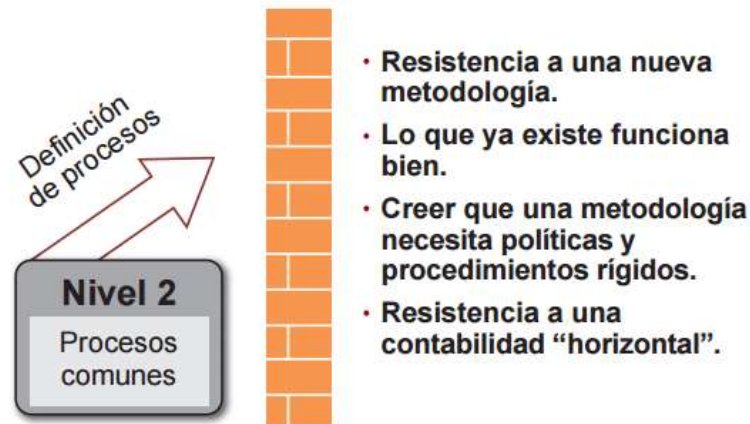 Definición
de procesos
Nivel 2
Procesos
comunes
· Resistencia a una nueva
metodología.
· Lo que ya existe funciona
bien.
· Creer que una metodología
necesita políticas y
procedimientos rígidos.
· Resistencia a una
contabilidad “horizontal”.